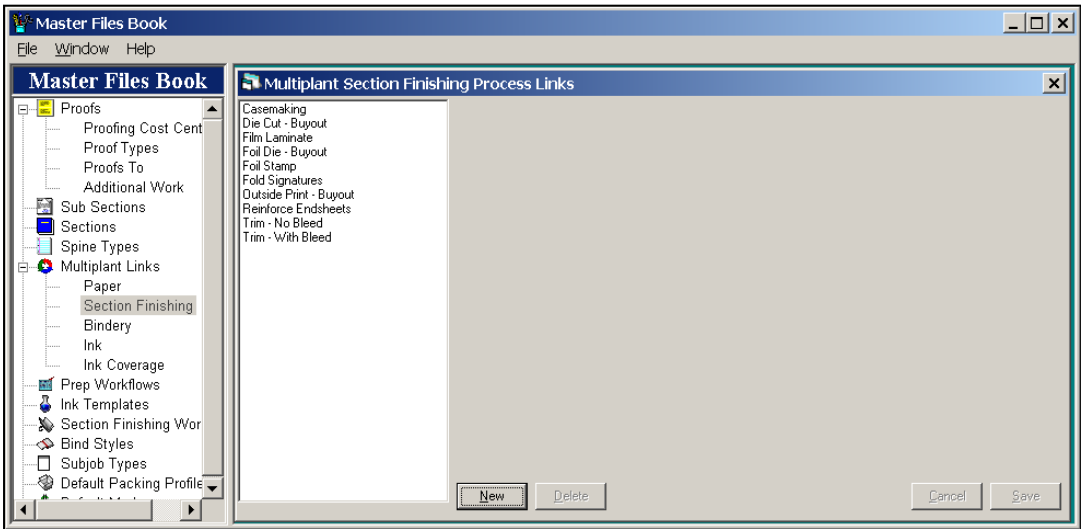 Master Files Book
File Window Help
Master Files Book
Proofs
Proofing Cost Cent
Proof Types
Proofs To
Additional Work
Sub Sections
Sections
Spine Types
Multiplant Links
Paper
Section Finishing
Bindery
Ink
Ink Coverage
Prep Workflows
Ink Templates
Section Finishing Wor
Bind Styles
Subjob Types
Default Packing Profile
Multiplant Section Finishing Process Links
Casemaking
Die Cut - Buyout
Film Laminate
Foil Die - Buyout
Foil Stamp
Fold Signatures
Outside Print - Buyout
Reinforce Endsheets
Trim - No Bleed
Trim - With Bleed
New Delete Cancel Save